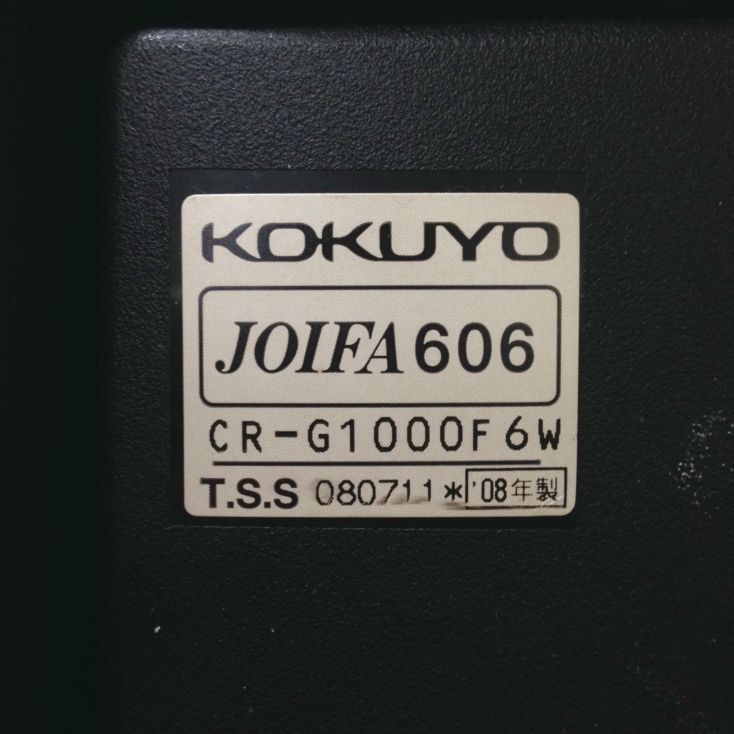 KOKUYO
JOIFA 606
CR-G1000F6W
T.S.S 080711* '08年製